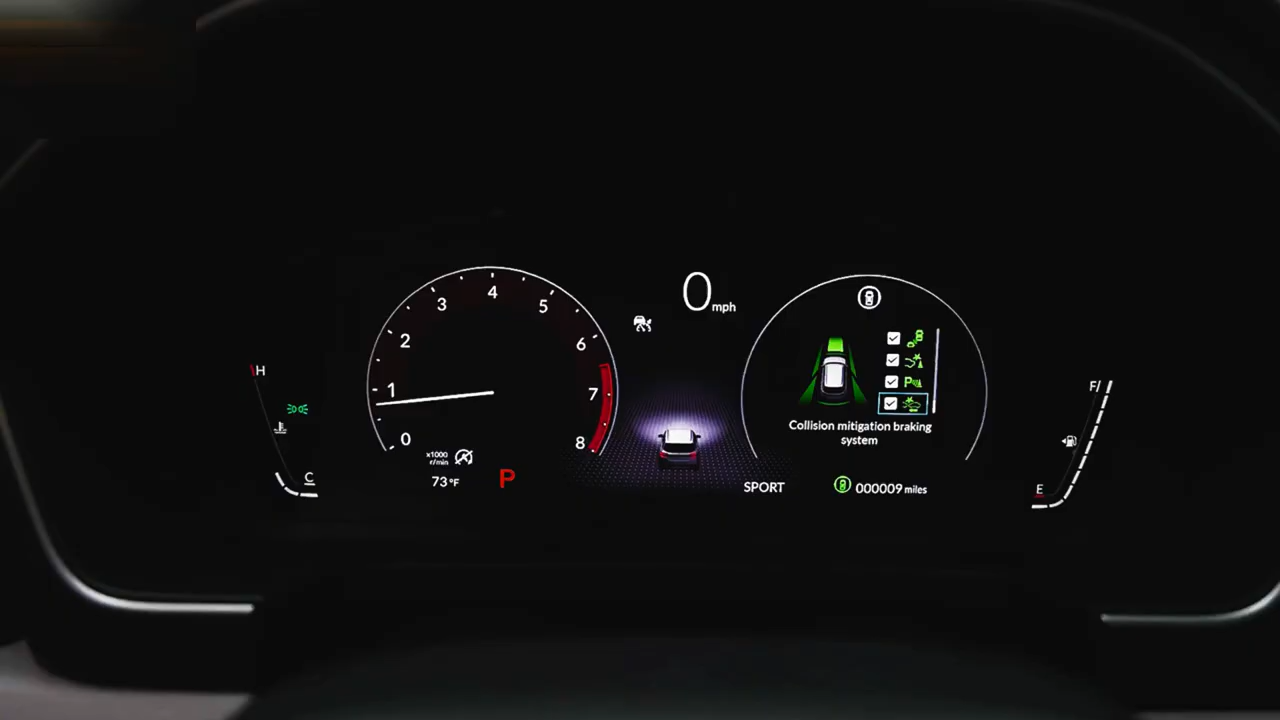 0 mph
H
C
0
1
2
3
4
5
6
7
8
x1000
r/min
73°F
P
SPORT
P
Collision mitigation braking
system
000009 miles
F/
E